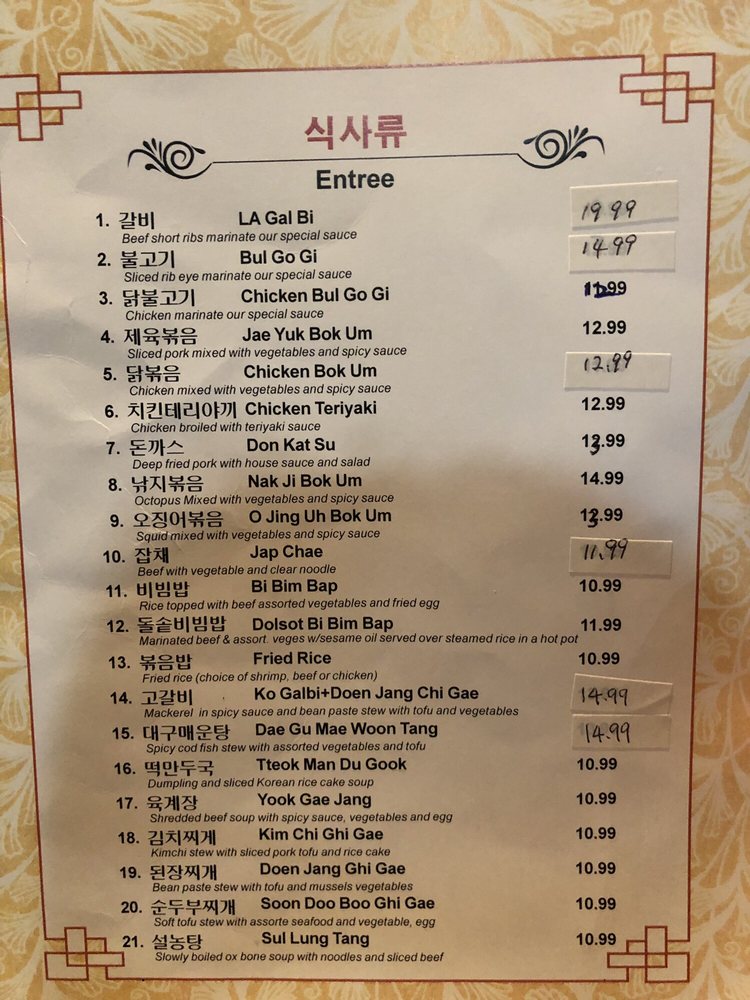 식사류
Entree
1. 갈비 LA Gal Bi 19.99
Beef short ribs marinate our special sauce
2. 불고기 Bul Go Gi 14.99
Sliced rib eye marinate our special sauce
3. 닭불고기 Chicken Bul Go Gi
Chicken marinate our special sauce
4. 제육볶음 Jae Yuk Bok Um 12.99
Sliced pork mixed with vegetables and spicy sauce
5. 닭볶음 Chicken Bok Um 12.99
Chicken mixed with vegetables and spicy sauce
6. 치킨테리야끼 Chicken Teriyaki 12.99
Chicken broiled with teriyaki sauce
7. 돈까스 Don Kat Su 13.99
Deep fried pork with house sauce and salad
8. 낚지볶음 Nak Ji Bok Um 14.99
Octopus Mixed with vegetables and spicy sauce
9. 오징어볶음 O Jing Uh Bok Um 13.99
Squid mixed with vegetables and spicy sauce
10. 잡채 Jap Chae 11.99
Beef with vegetable and clear noodle
11. 비빔밥 Bi Bim Bap 10.99
Rice topped with beef assorted vegetables and fried egg
12. 돌솥비빔밥 Dolsot Bi Bim Bap 11.99
Marinated beef & assort. veges w/sesame oil served over steamed rice in a hot pot
13. 볶음밥 Fried Rice 10.99
Fried rice (choice of shrimp, beef or chicken)
14. 고갈비 Ko Galbi+Doen Jang Chi Gae 14.99
Mackerel in spicy sauce and bean paste stew with tofu and vegetables
15. 대구매운탕 Dae Gu Mae Woon Tang 14.99
Spicy cod fish stew with assorted vegetables and tofu
16. 떡만두국 Tteok Man Du Gook 10.99
Dumpling and sliced Korean rice cake soup
17. 육계장 Yook Gae Jang 10.99
Shredded beef soup with spicy sauce, vegetables and egg
18. 김치찌게 Kim Chi Ghi Gae 10.99
Kimchi stew with sliced pork tofu and rice cake
19. 된장찌개 Doen Jang Ghi Gae 10.99
Bean paste stew with tofu and mussels vegetables
20. 순두부찌개 Soon Doo Boo Ghi Gae 10.99
Soft tofu stew with assorte seafood and vegetable, egg
21. 설농탕 Sul Lung Tang 10.99
Slowly boiled ox bone soup with noodles and sliced beef